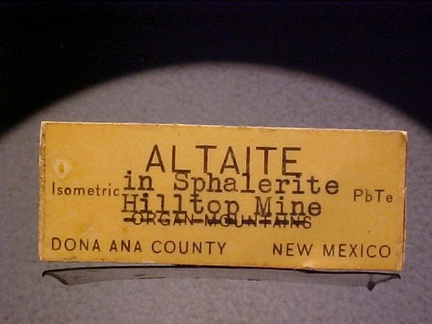 ALTAITE
Isometric in Sphalerite PbTe
Hilltop Mine
ORGAN MOUNTAINS
DONA ANA COUNTY NEW MEXICO